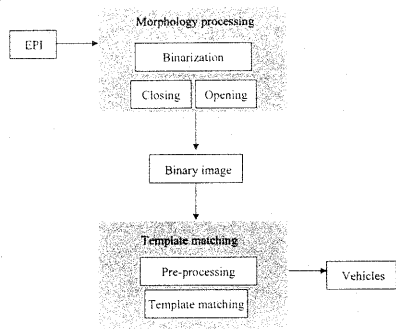 Morphology processing
EPI
Binarization
Closing
Opening
Binary image
Template matching
Pre-processing
Vehicles
Template matching